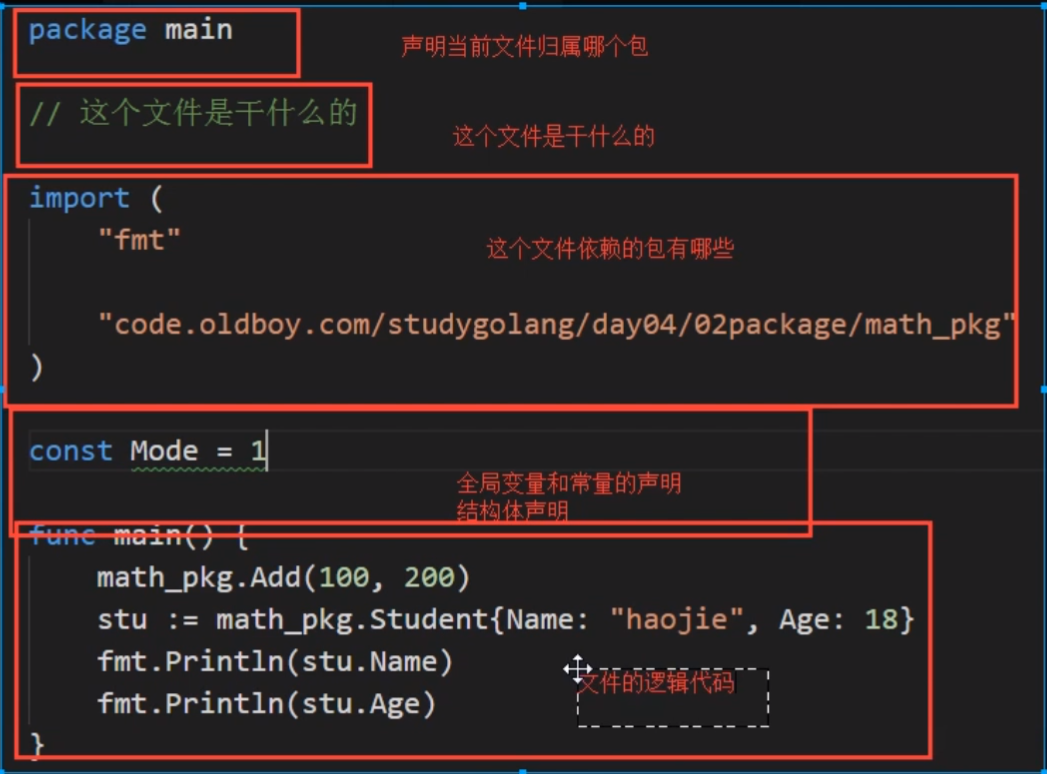 package main
声明当前文件归属哪个包
// 这个文件是干什么的
这个文件是干什么的
import (
"fmt"
这个文件依赖的包有哪些
"code.oldboy.com/studygolang/day04/02package/math_pkg"
)
const Mode = 1
全局变量和常量的声明
结构体声明
func main() {
math_pkg.Add(100, 200)
stu := math_pkg.Student{Name: "haojie", Age: 18}
fmt.Println(stu.Name)
文件的逻辑代码
fmt.Println(stu.Age)
}